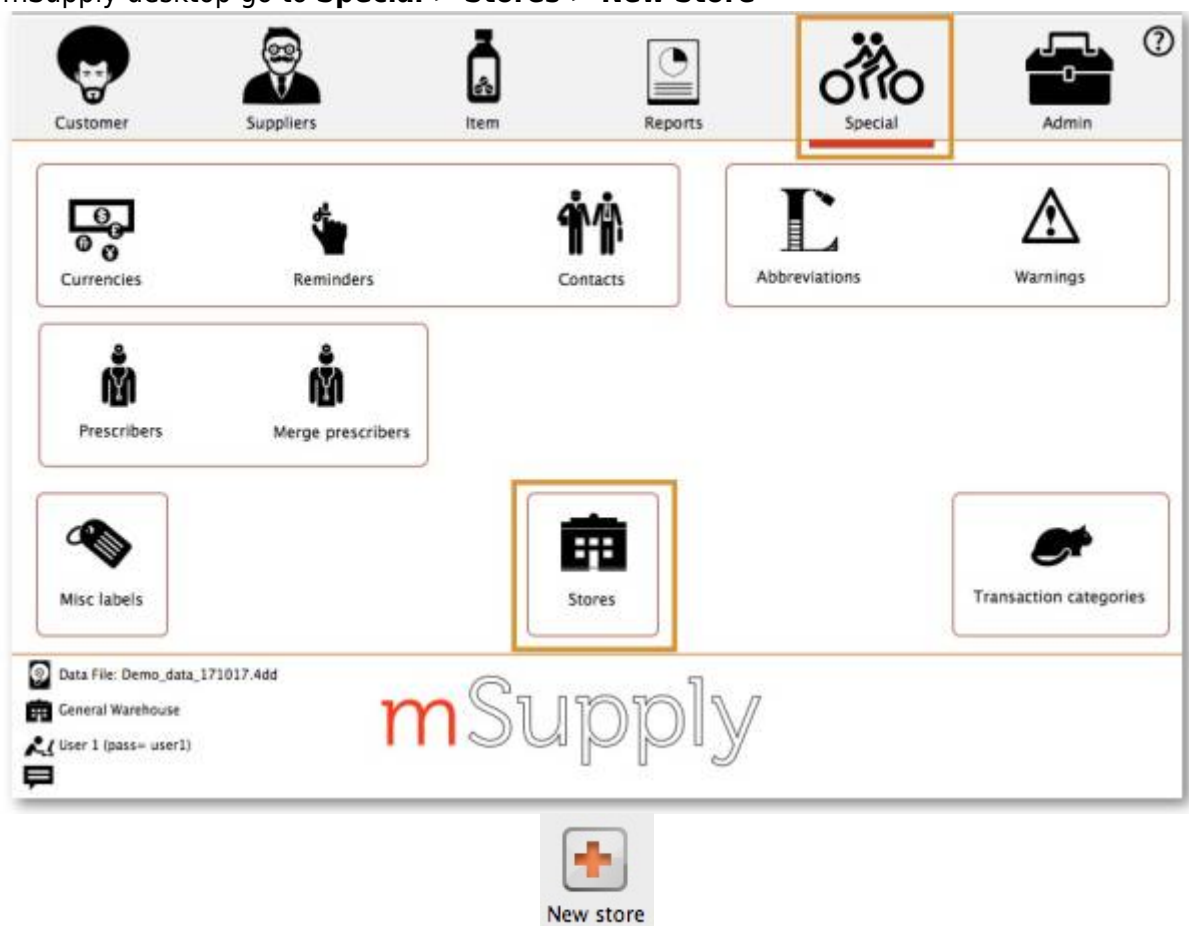 mSupply desktop go to Special > Stores > New Store
Customer
Suppliers
Item
Reports
Special
Admin
?
Currencies
Reminders
Contacts
Abbreviations
Warnings
Prescribers
Merge prescribers
Misc labels
Stores
Transaction categories
Data File: Demo_data_171017.4dd
General Warehouse
User 1 (pass= user1)
mSupply
New store